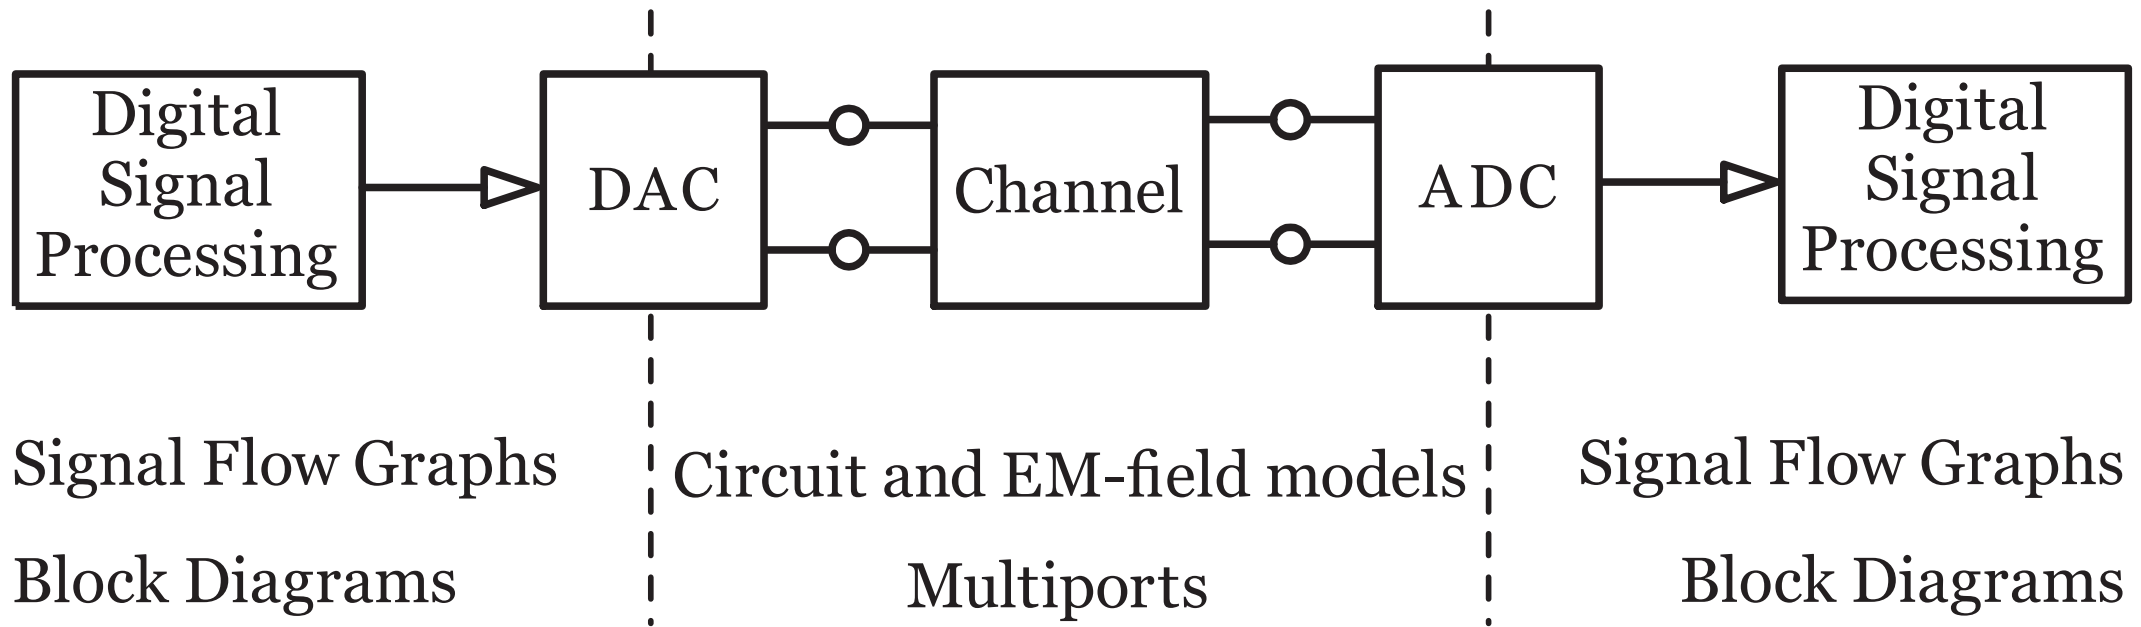 Digital
Signal
Processing
DAC
Channel
ADC
Digital
Signal
Processing
Signal Flow Graphs
Circuit and EM-field models
Signal Flow Graphs
Block Diagrams
Multiports
Block Diagrams